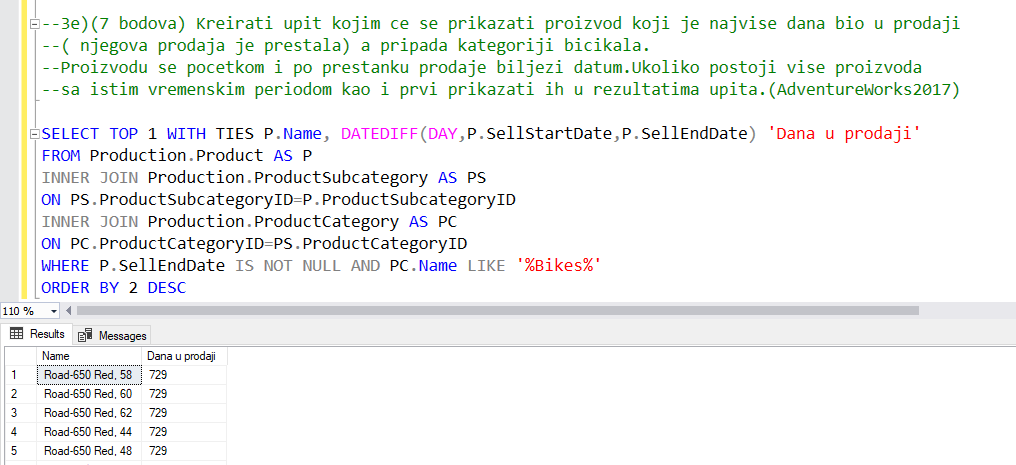 --3e)(7 bodova) Kreirati upit kojim ce se prikazati proizvod koji je najvise dana bio u prodaji
--( njegova prodaja je prestala) a pripada kategoriji bicikala.
--Proizvodu se pocetkom i po prestanku prodaje biljezi datum.Ukoliko postoji vise proizvoda
--sa istim vremenskim periodom kao i prvi prikazati ih u rezultatima upita.(AdventureWorks2017)
SELECT TOP 1 WITH TIES P.Name, DATEDIFF(DAY,P.SellStartDate,P.SellEndDate) 'Dana u prodaji'
FROM Production.Product AS P
INNER JOIN Production.ProductSubcategory AS PS
ON PS.ProductSubcategoryID=P.ProductSubcategoryID
INNER JOIN Production.ProductCategory AS PC
ON PC.ProductCategoryID=PS.ProductCategoryID
WHERE P.SellEndDate IS NOT NULL AND PC.Name LIKE '%Bikes%'
ORDER BY 2 DESC
110 %
Results Messages
Name Dana u prodaji
1 Road-650 Red, 58 729
2 Road-650 Red, 60 729
3 Road-650 Red, 62 729
4 Road-650 Red, 44 729
5 Road-650 Red, 48 729